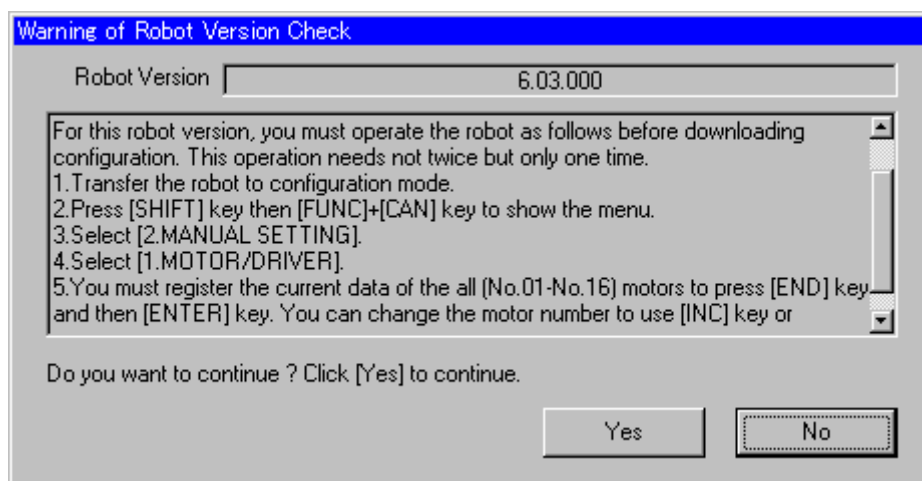 Warning of Robot Version Check
Robot Version 6.03.000
For this robot version, you must operate the robot as follows before downloading
configuration. This operation needs not twice but only one time.
1.Transfer the robot to configuration mode.
2.Press [SHIFT] key then [FUNC]+[CAN] key to show the menu.
3.Select [2.MANUAL SETTING].
4.Select [1.MOTOR/DRIVER].
5.You must register the current data of the all (No.01-No.16) motors to press [END] key
and then [ENTER] key. You can change the motor number to use [INC] key or
Do you want to continue ? Click [Yes] to continue.
Yes No